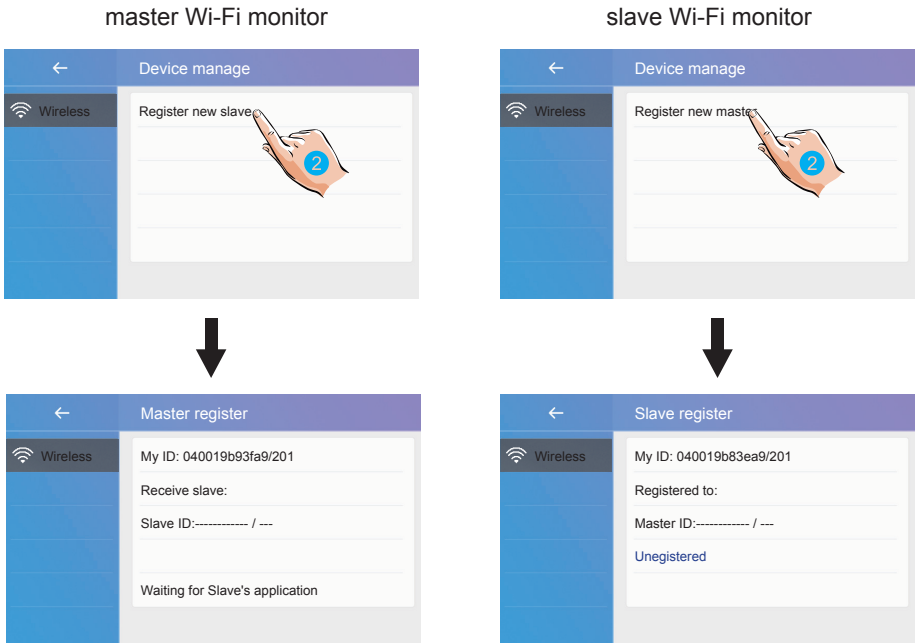 master Wi-Fi monitor
slave Wi-Fi monitor
Device manage
Wireless
Register new slave
2
Device manage
Wireless
Register new master
2
Master register
Wireless
My ID: 040019b93fa9/201
Receive slave:
Slave ID:------------ / ---
Waiting for Slave's application
Slave register
Wireless
My ID: 040019b83ea9/201
Registered to:
Master ID:------------ / ---
Unegistered